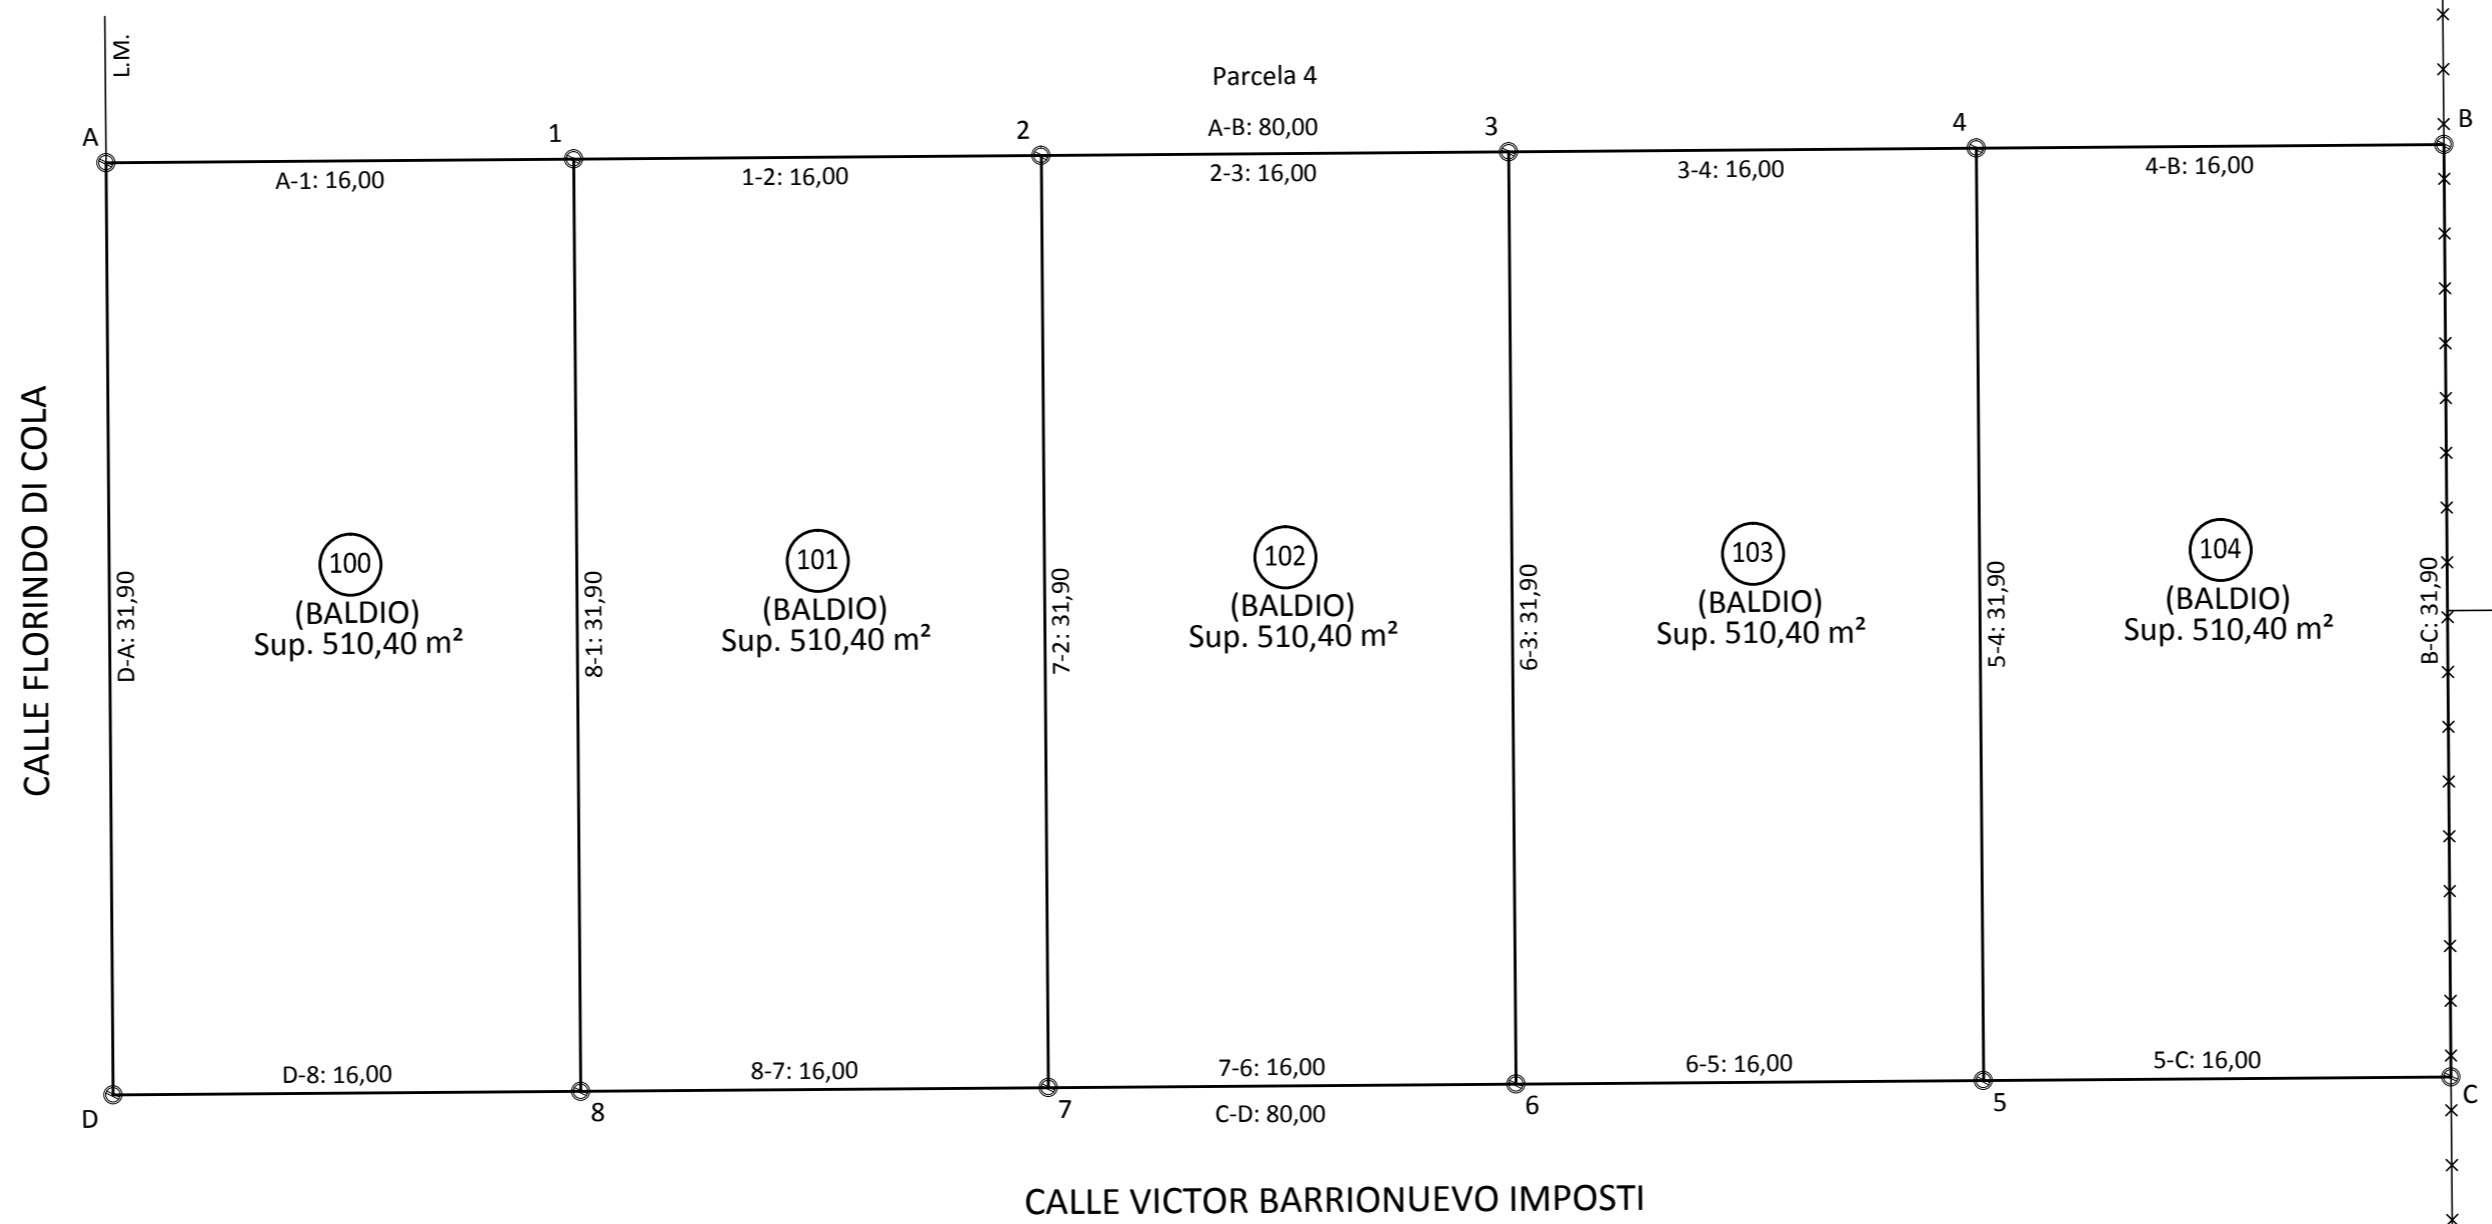 L.M.
Parcela 4
A-B: 80,00
A
1
2
3
4
B
A-1: 16,00
1-2: 16,00
2-3: 16,00
3-4: 16,00
4-B: 16,00
CALLE FLORINDO DI COLA
D-A: 31,90
100
(BALDIO)
Sup. 510,40 m²
8-1: 31,90
101
(BALDIO)
Sup. 510,40 m²
7-2: 31,90
102
(BALDIO)
Sup. 510,40 m²
6-3: 31,90
103
(BALDIO)
Sup. 510,40 m²
5-4: 31,90
104
(BALDIO)
Sup. 510,40 m²
B-C: 31,90
D-8: 16,00
8-7: 16,00
7-6: 16,00
6-5: 16,00
5-C: 16,00
D
8
7
6
5
C
C-D: 80,00
CALLE VICTOR BARRIONUEVO IMPOSTI